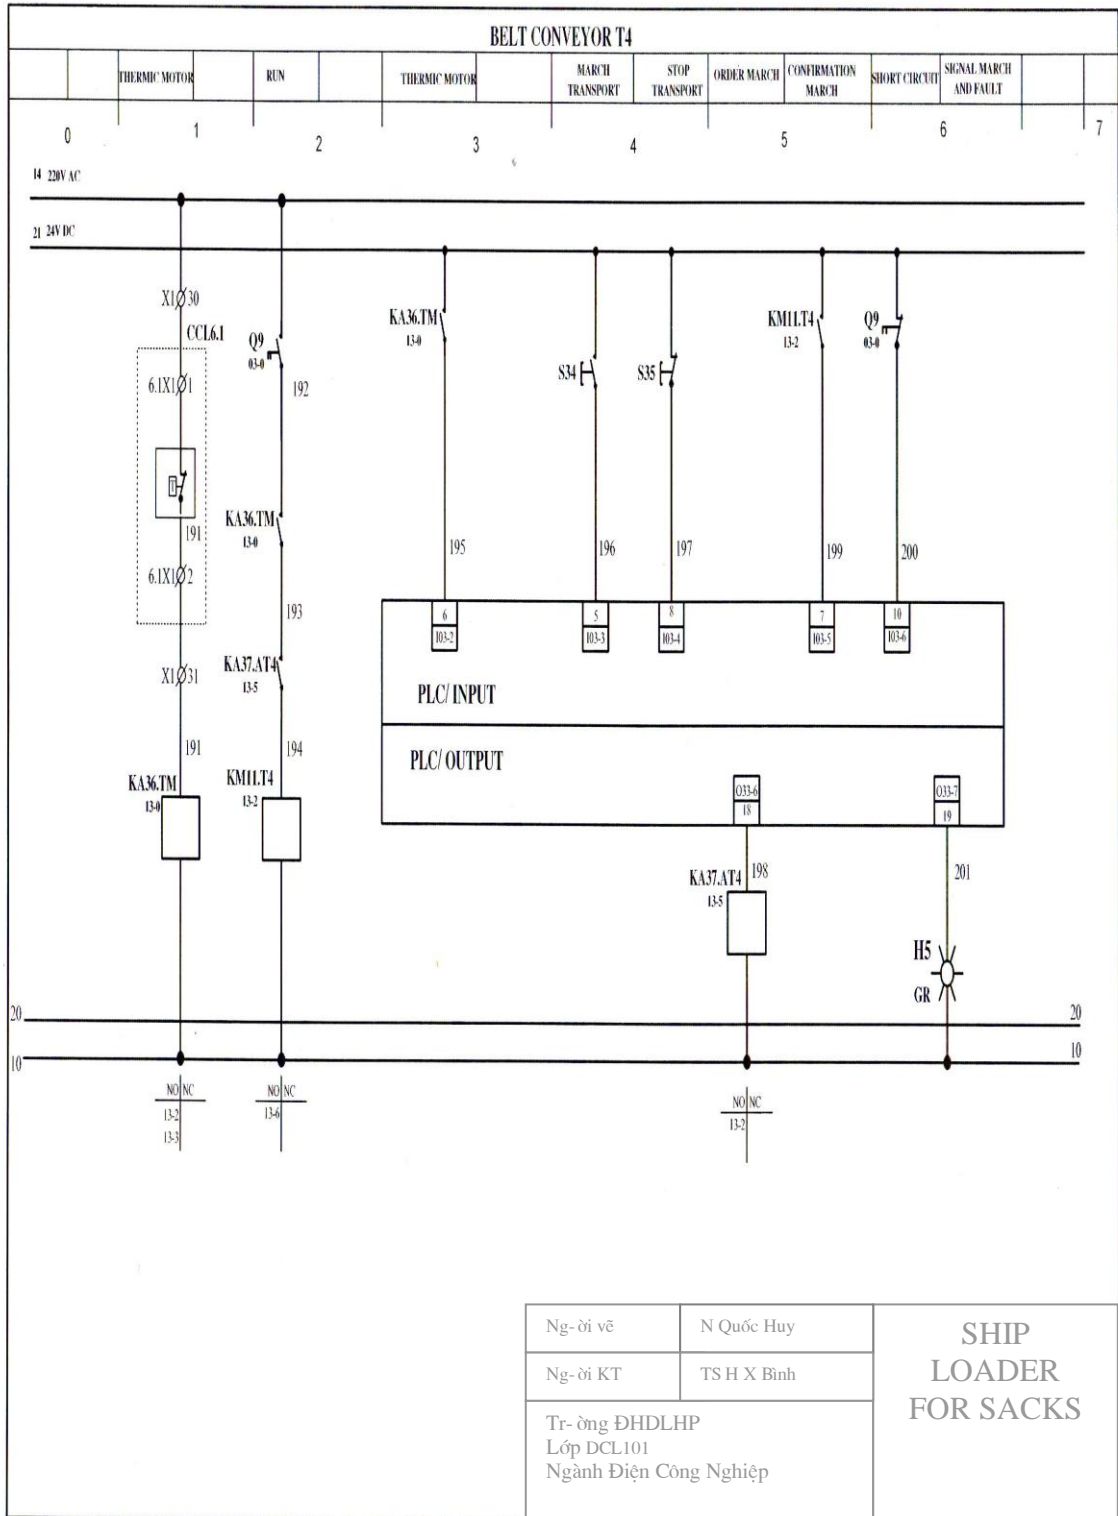 BELT CONVEYOR T4
THERMIC MOTOR
RUN
THERMIC MOTOR
MARCH
TRANSPORT
STOP
TRANSPORT
ORDER MARCH
CONFIRMATION
MARCH
SHORT CIRCUIT
SIGNAL MARCH
AND FAULT
0 1 2 3 4 5 6 7
14 220V AC
21 24V DC
X1 30
CCL6.1
6.1X1 1
T
191
6.1X1 2
X1 31
191
KA36.TM
13-0
Q9
03-0
192
KA36.TM
13-0
193
KA37.AT4
13-5
194
KM11.T4
13-2
KA36.TM
13-0
195
S34
196
S35
197
KM11.T4
13-2
199
Q9
03-0
200
6
I03-2
5
I03-3
8
I03-4
7
I03-5
10
I03-6
PLC/ INPUT
PLC/ OUTPUT
O33-6
18
O33-7
19
198
KA37.AT4
13-5
201
H5
GR
20 20
10 10
NO NC
13-2
13-3
NO NC
13-6
NO NC
13-2
Ng-ời vẽ
N Quốc Huy
Ng-ời KT
TS H X Bình
Tr-ờng ĐHDLHP
Lớp DCL101
Ngành Điện Công Nghiệp
SHIP
LOADER
FOR SACKS